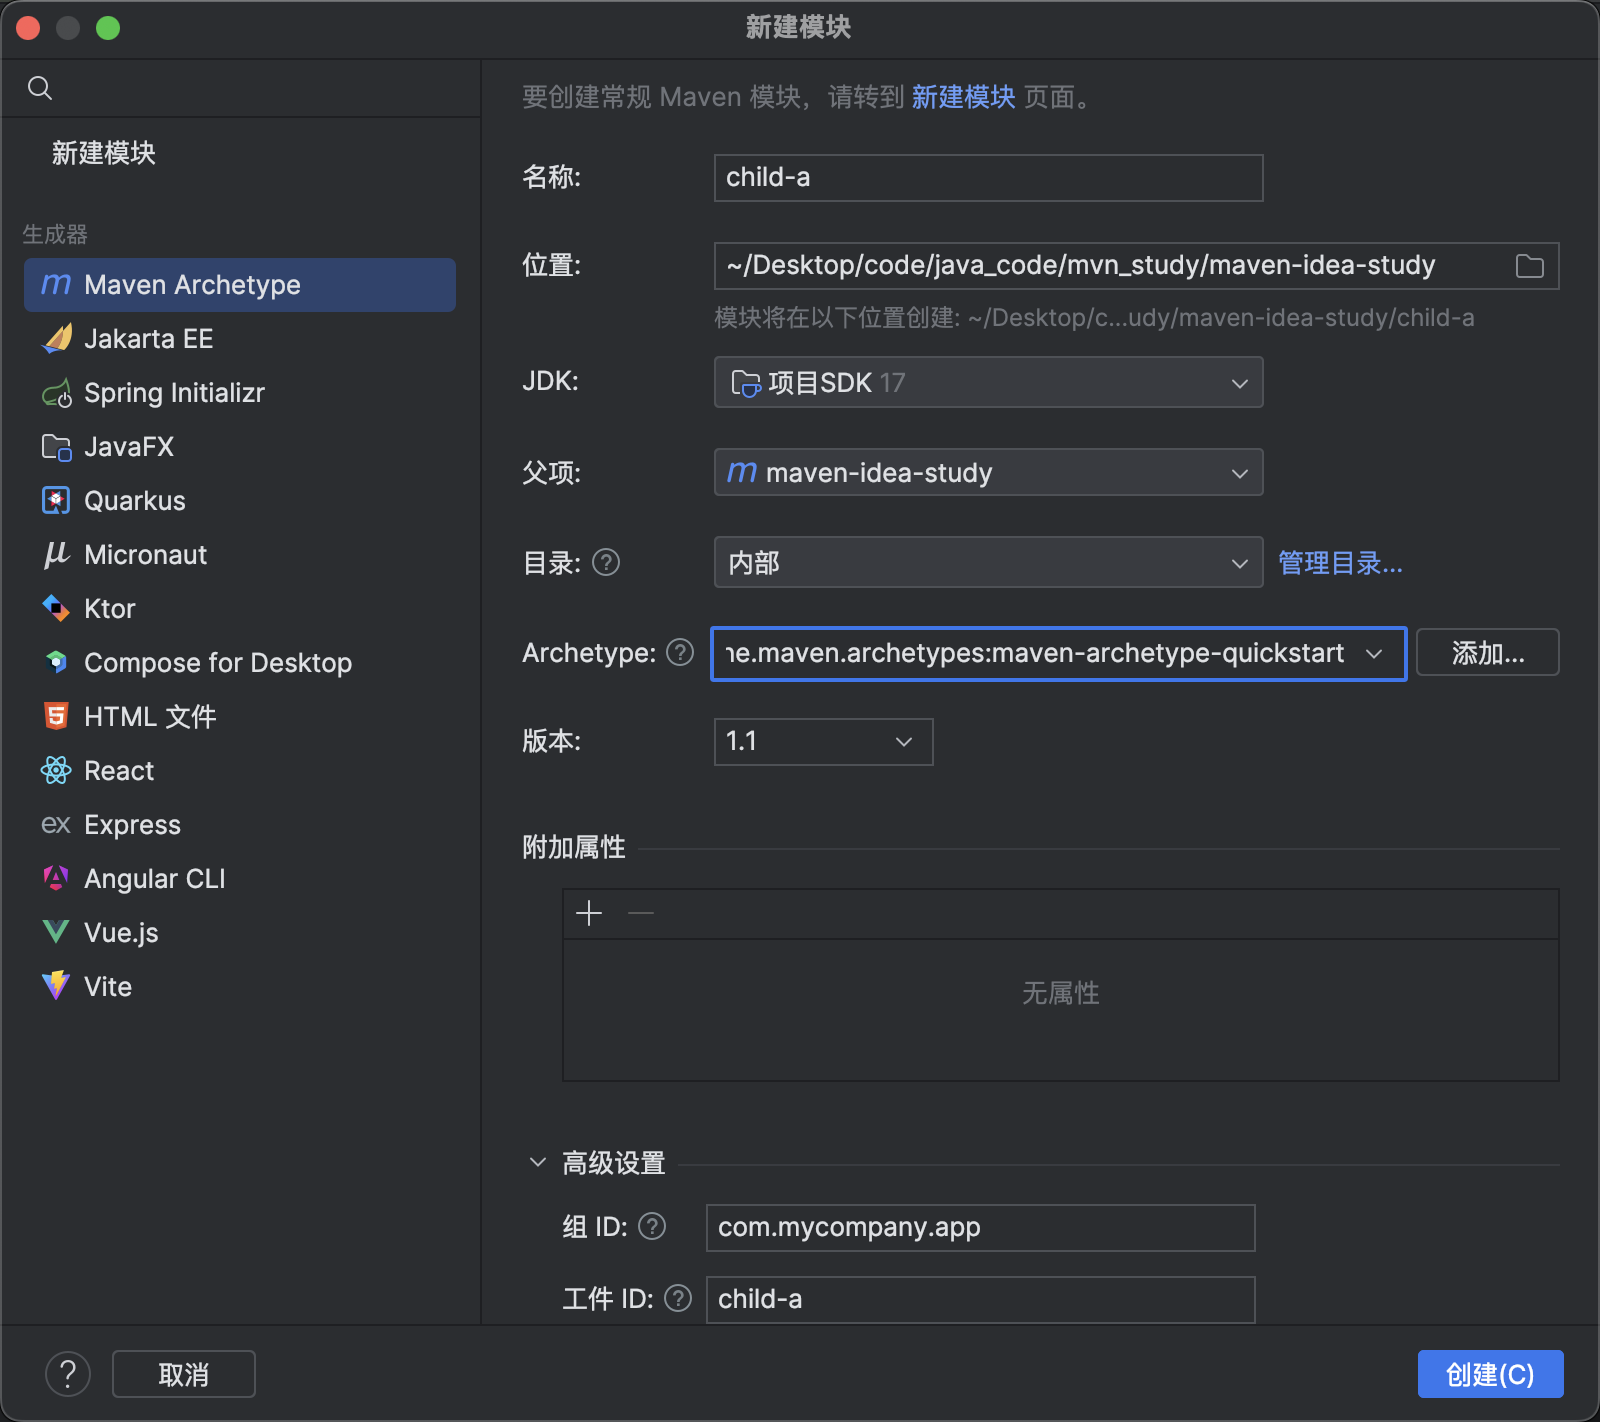 新建模块
新建模块
生成器
Maven Archetype
Jakarta EE
Spring Initializr
JavaFX
Quarkus
Micronaut
Ktor
Compose for Desktop
HTML 文件
React
Express
Angular CLI
Vue.js
Vite
要创建常规 Maven 模块，请转到 新建模块 页面。
名称: child-a
位置: ~/Desktop/code/java_code/mvn_study/maven-idea-study
模块将在以下位置创建: ~/Desktop/c...udy/maven-idea-study/child-a
JDK: 项目SDK 17
父项: maven-idea-study
目录: 内部 管理目录...
Archetype: ne.maven.archetypes:maven-archetype-quickstart 添加...
版本: 1.1
附加属性
无属性
高级设置
组 ID: com.mycompany.app
工件 ID: child-a
取消 创建(C)